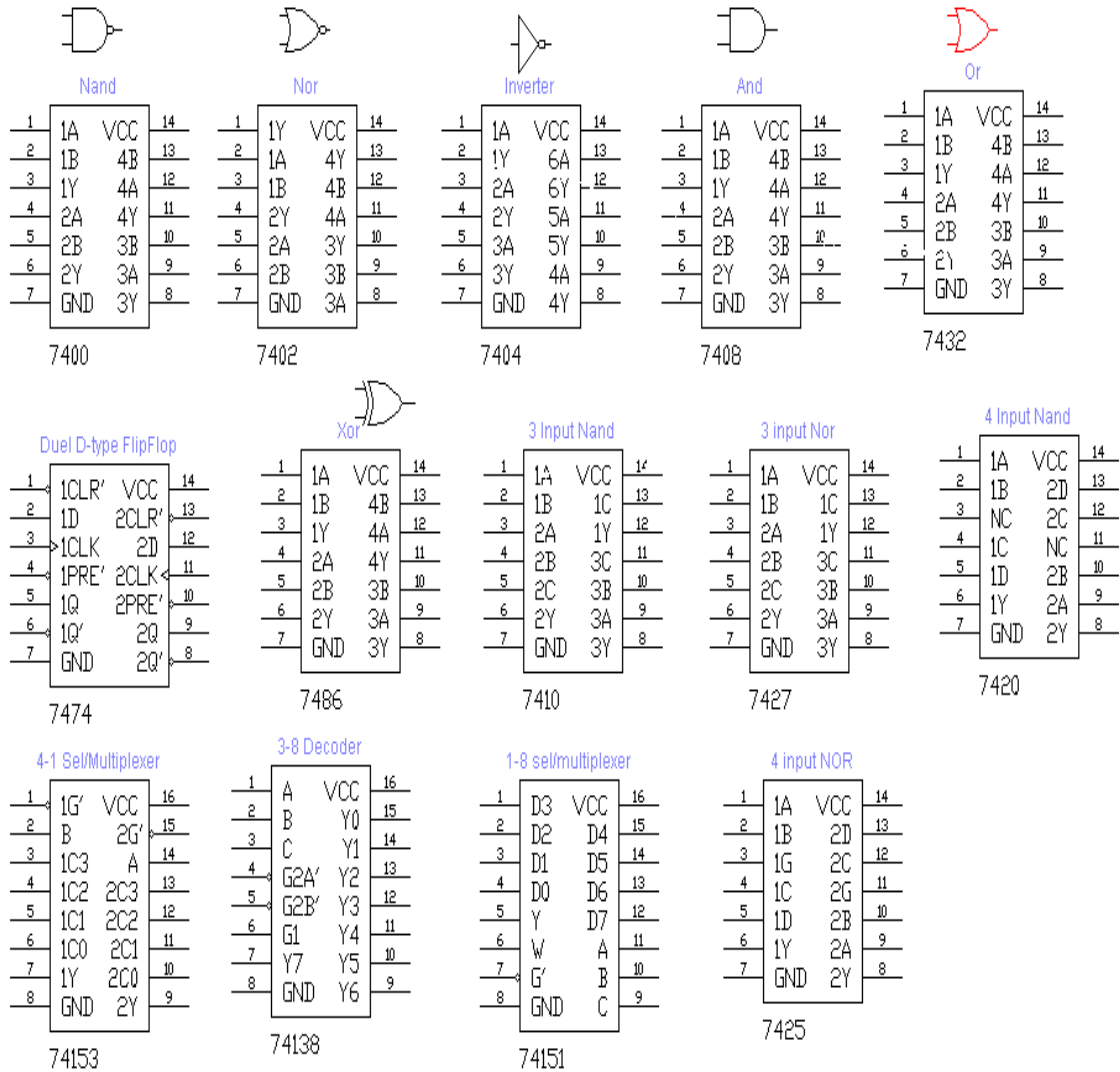 Nand
1 1A VCC 14
2 1B 4B 13
3 1Y 4A 12
4 2A 4Y 11
5 2B 3B 10
6 2Y 3A 9
7 GND 3Y 8
7400
Nor
1 1Y VCC 14
2 1A 4Y 13
3 1B 4B 12
4 2Y 4A 11
5 2A 3Y 10
6 2B 3B 9
7 GND 3A 8
7402
Inverter
1 1A VCC 14
2 !Y 6A 13
3 2A 6Y 12
4 2Y 5A 11
5 3A 5Y 10
6 3Y 4A 9
7 GND 4Y 8
7404
And
1 1A VCC 14
2 1B 4B 13
3 1Y 4A 12
4 2A 4Y 11
5 2B 3B 10
6 2Y 3A 9
7 GND 3Y 8
7408
Or
1 1A VCC 14
2 1B 4B 13
3 1Y 4A 12
4 2A 4Y 11
5 2B 3B 10
6 2Y 3A 9
7 GND 3Y 8
7432
Duel D-type FlipFlop
1 1CLR' VCC 14
2 1D 2CLR' 13
3 1CLK 2D 12
4 1PRE' 2CLK 11
5 1Q 2PRE' 10
6 1Q' 2Q 9
7 GND 2Q' 8
7474
Xor
1 1A VCC 14
2 1B 4B 13
3 1Y 4A 12
4 2A 4Y 11
5 2B 3B 10
6 2Y 3A 9
7 GND 3Y 8
7486
3 Input Nand
1 1A VCC 14
2 1B 1C 13
3 2A 1Y 12
4 2B 3C 11
5 2C 3B 10
6 2Y 3A 9
7 GND 3Y 8
7410
3 input Nor
1 1A VCC 14
2 1B 1C 13
3 2A 1Y 12
4 2B 3C 11
5 2C 3B 10
6 2Y 3A 9
7 GND 3Y 8
7427
4 Input Nand
1 1A VCC 14
2 1B 2D 13
3 NC 2C 12
4 1C NC 11
5 1D 2B 10
6 1Y 2A 9
7 GND 2Y 8
7420
4-1 Sel/Multiplexer
1 1G' VCC 16
2 B 2G' 15
3 1C3 A 14
4 1C2 2C3 13
5 1C1 2C2 12
6 1C0 2C1 11
7 1Y 2C0 10
8 GND 2Y 9
74153
3-8 Decoder
1 A VCC 16
2 B Y0 15
3 C Y1 14
4 G2A' Y2 13
5 G2B' Y3 12
6 G1 Y4 11
7 Y7 Y5 10
8 GND Y6 9
74138
1-8 sel/multiplexer
1 D3 VCC 16
2 D2 D4 15
3 D1 D5 14
4 D0 D6 13
5 Y D7 12
6 W A 11
7 G' B 10
8 GND C 9
74151
4 input NOR
1 1A VCC 14
2 1B 2D 13
3 1G 2C 12
4 1C 2G 11
5 1D 2B 10
6 1Y 2A 9
7 GND 2Y 8
7425